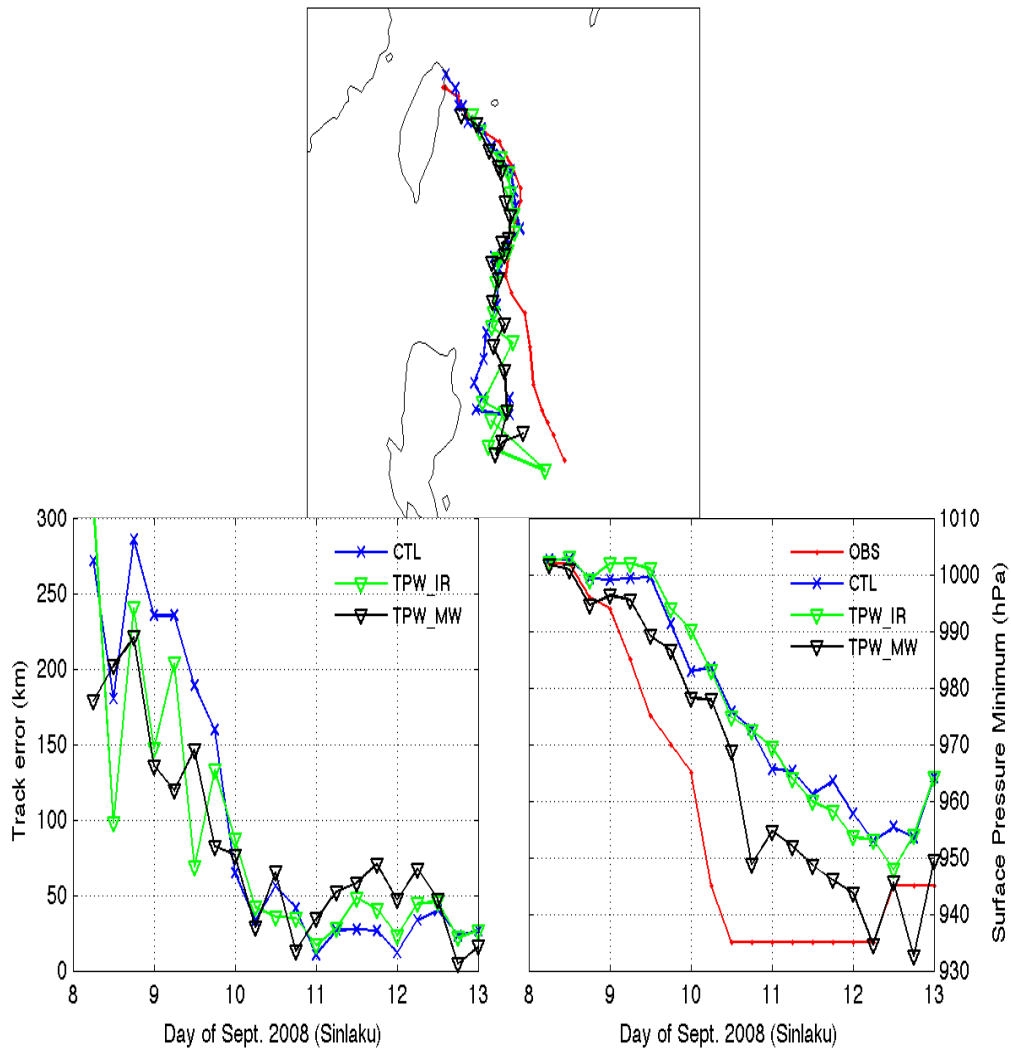 300
250
200
150
100
50
0
Track error (km)
CTL
TPW_IR
TPW_MW
8 9 10 11 12 13
Day of Sept. 2008 (Sinlaku)
OBS
CTL
TPW_IR
TPW_MW
1010
1000
990
980
970
960
950
940
930
Surface Pressure Minimum (hPa)
8 9 10 11 12 13
Day of Sept. 2008 (Sinlaku)